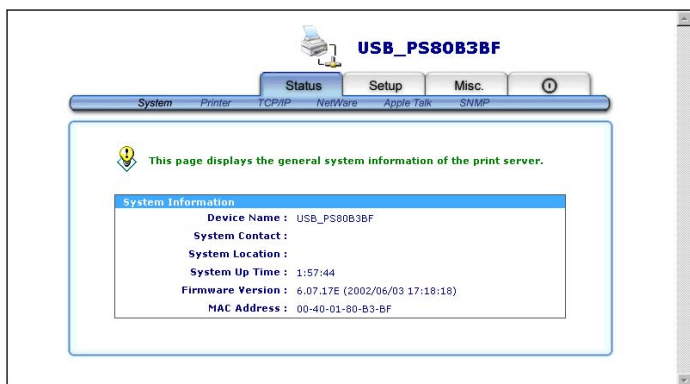 USB_PS80B3BF
Status Setup Misc.
System Printer TCP/IP NetWare Apple Talk SNMP
This page displays the general system information of the print server.
System Information
Device Name : USB_PS80B3BF
System Contact :
System Location :
System Up Time : 1:57:44
Firmware Version : 6.07.17E (2002/06/03 17:18:18)
MAC Address : 00-40-01-80-B3-BF